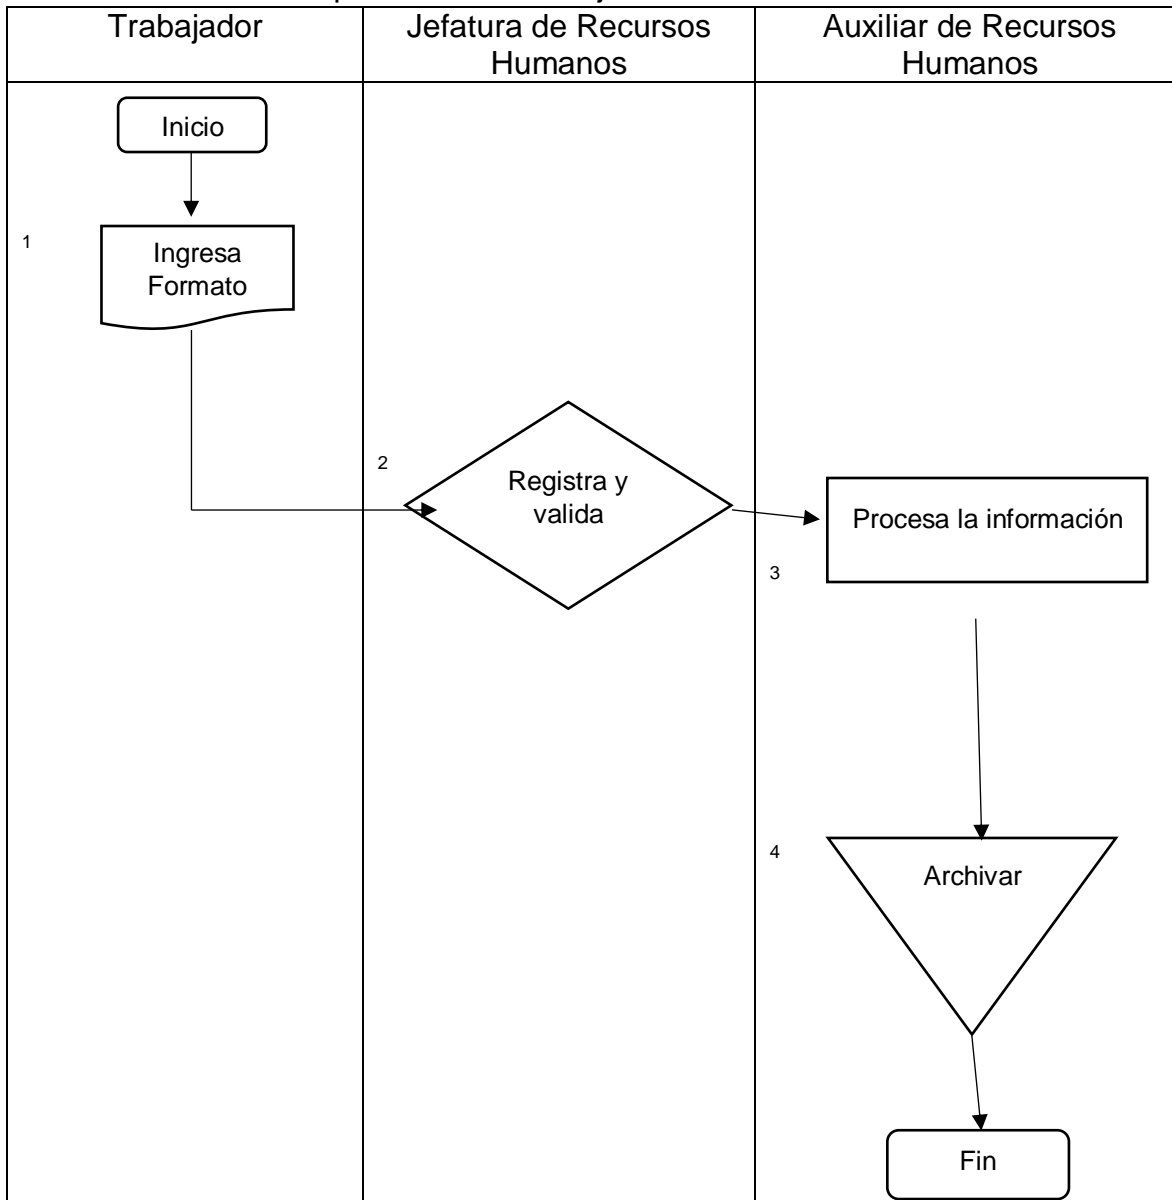 Trabajador
Jefatura de Recursos
Humanos
Auxiliar de Recursos
Humanos
Inicio
1
Ingresa
Formato
2
Registra y
valida
Procesa la información
3
4
Archivar
Fin